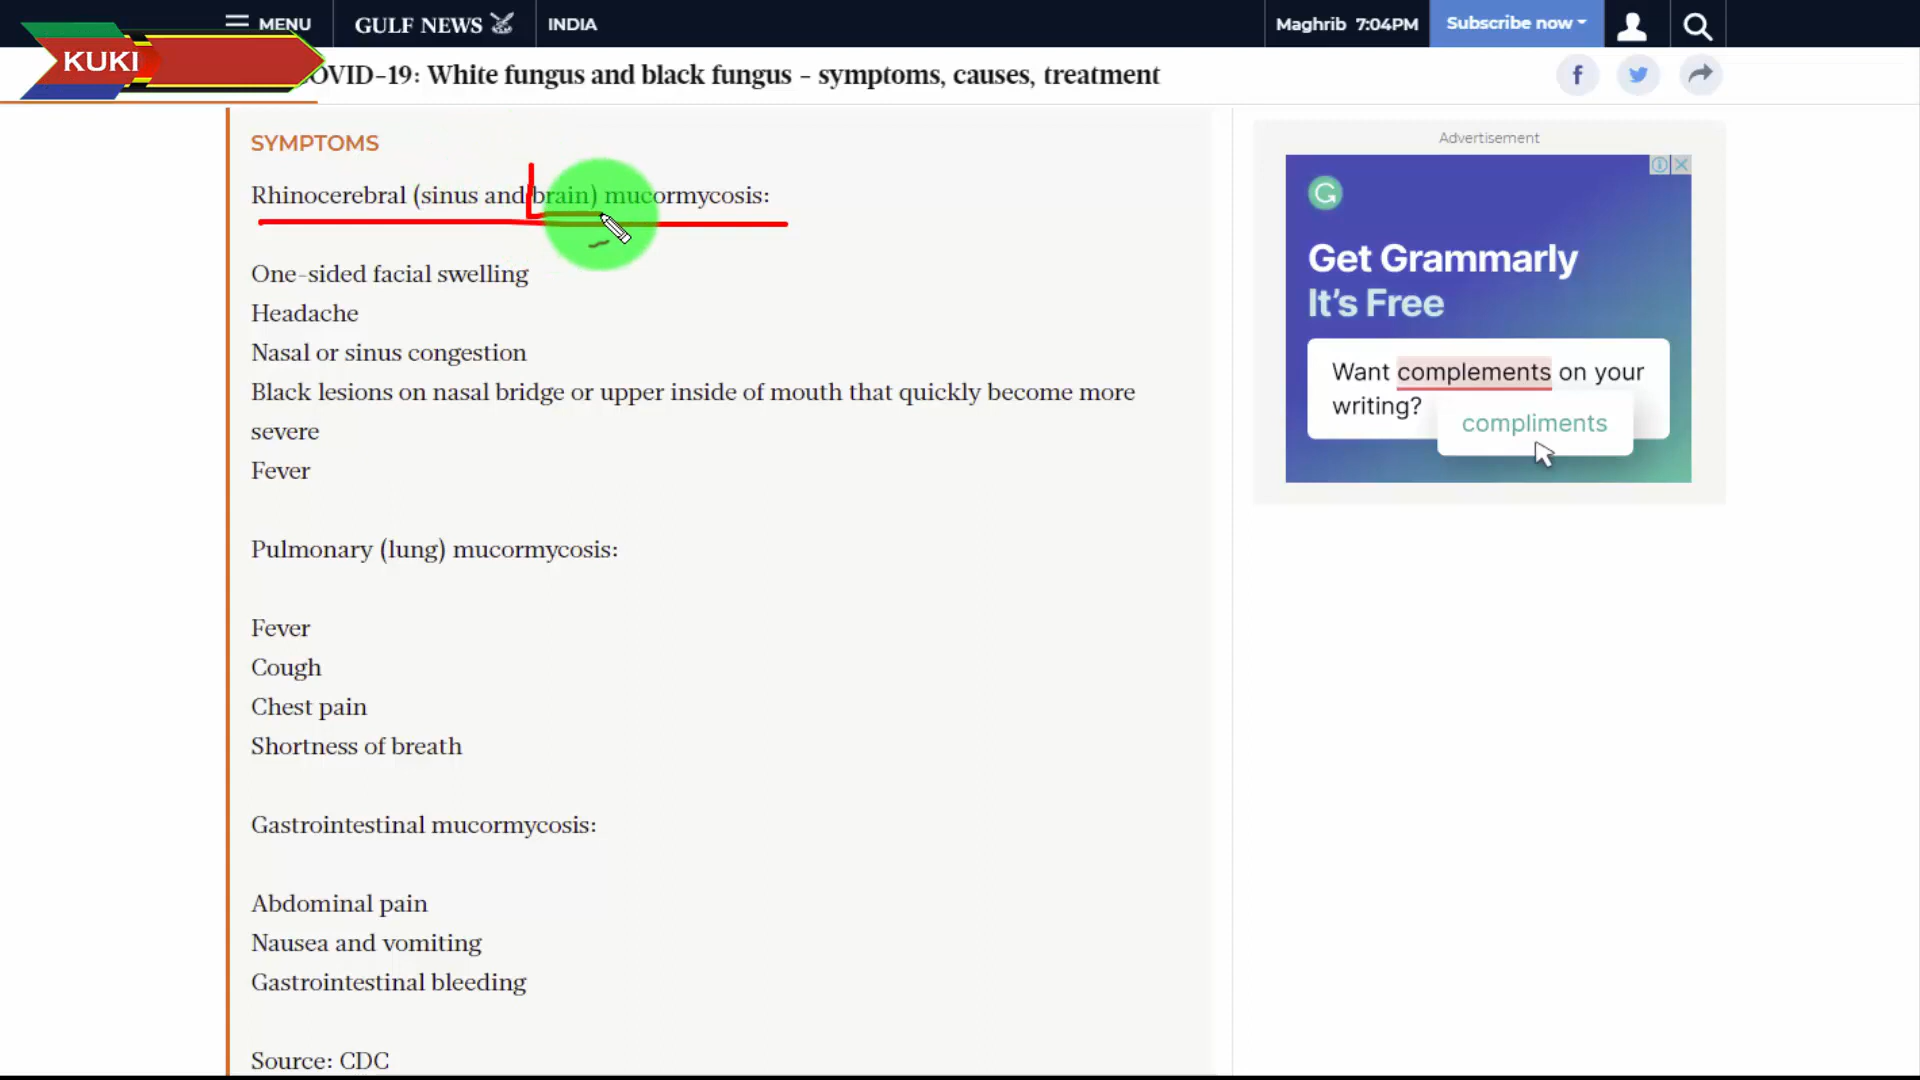 MENU
GULF NEWS
INDIA
Maghrib 7:04PM
Subscribe now
KUKI
OVID-19: White fungus and black fungus - symptoms, causes, treatment
SYMPTOMS
Rhinocerebral (sinus and brain) mucormycosis:
One-sided facial swelling
Headache
Nasal or sinus congestion
Black lesions on nasal bridge or upper inside of mouth that quickly become more
severe
Fever
Pulmonary (lung) mucormycosis:
Fever
Cough
Chest pain
Shortness of breath
Gastrointestinal mucormycosis:
Abdominal pain
Nausea and vomiting
Gastrointestinal bleeding
Source: CDC
Advertisement
Get Grammarly
It's Free
Want complements on your
writing?
compliments